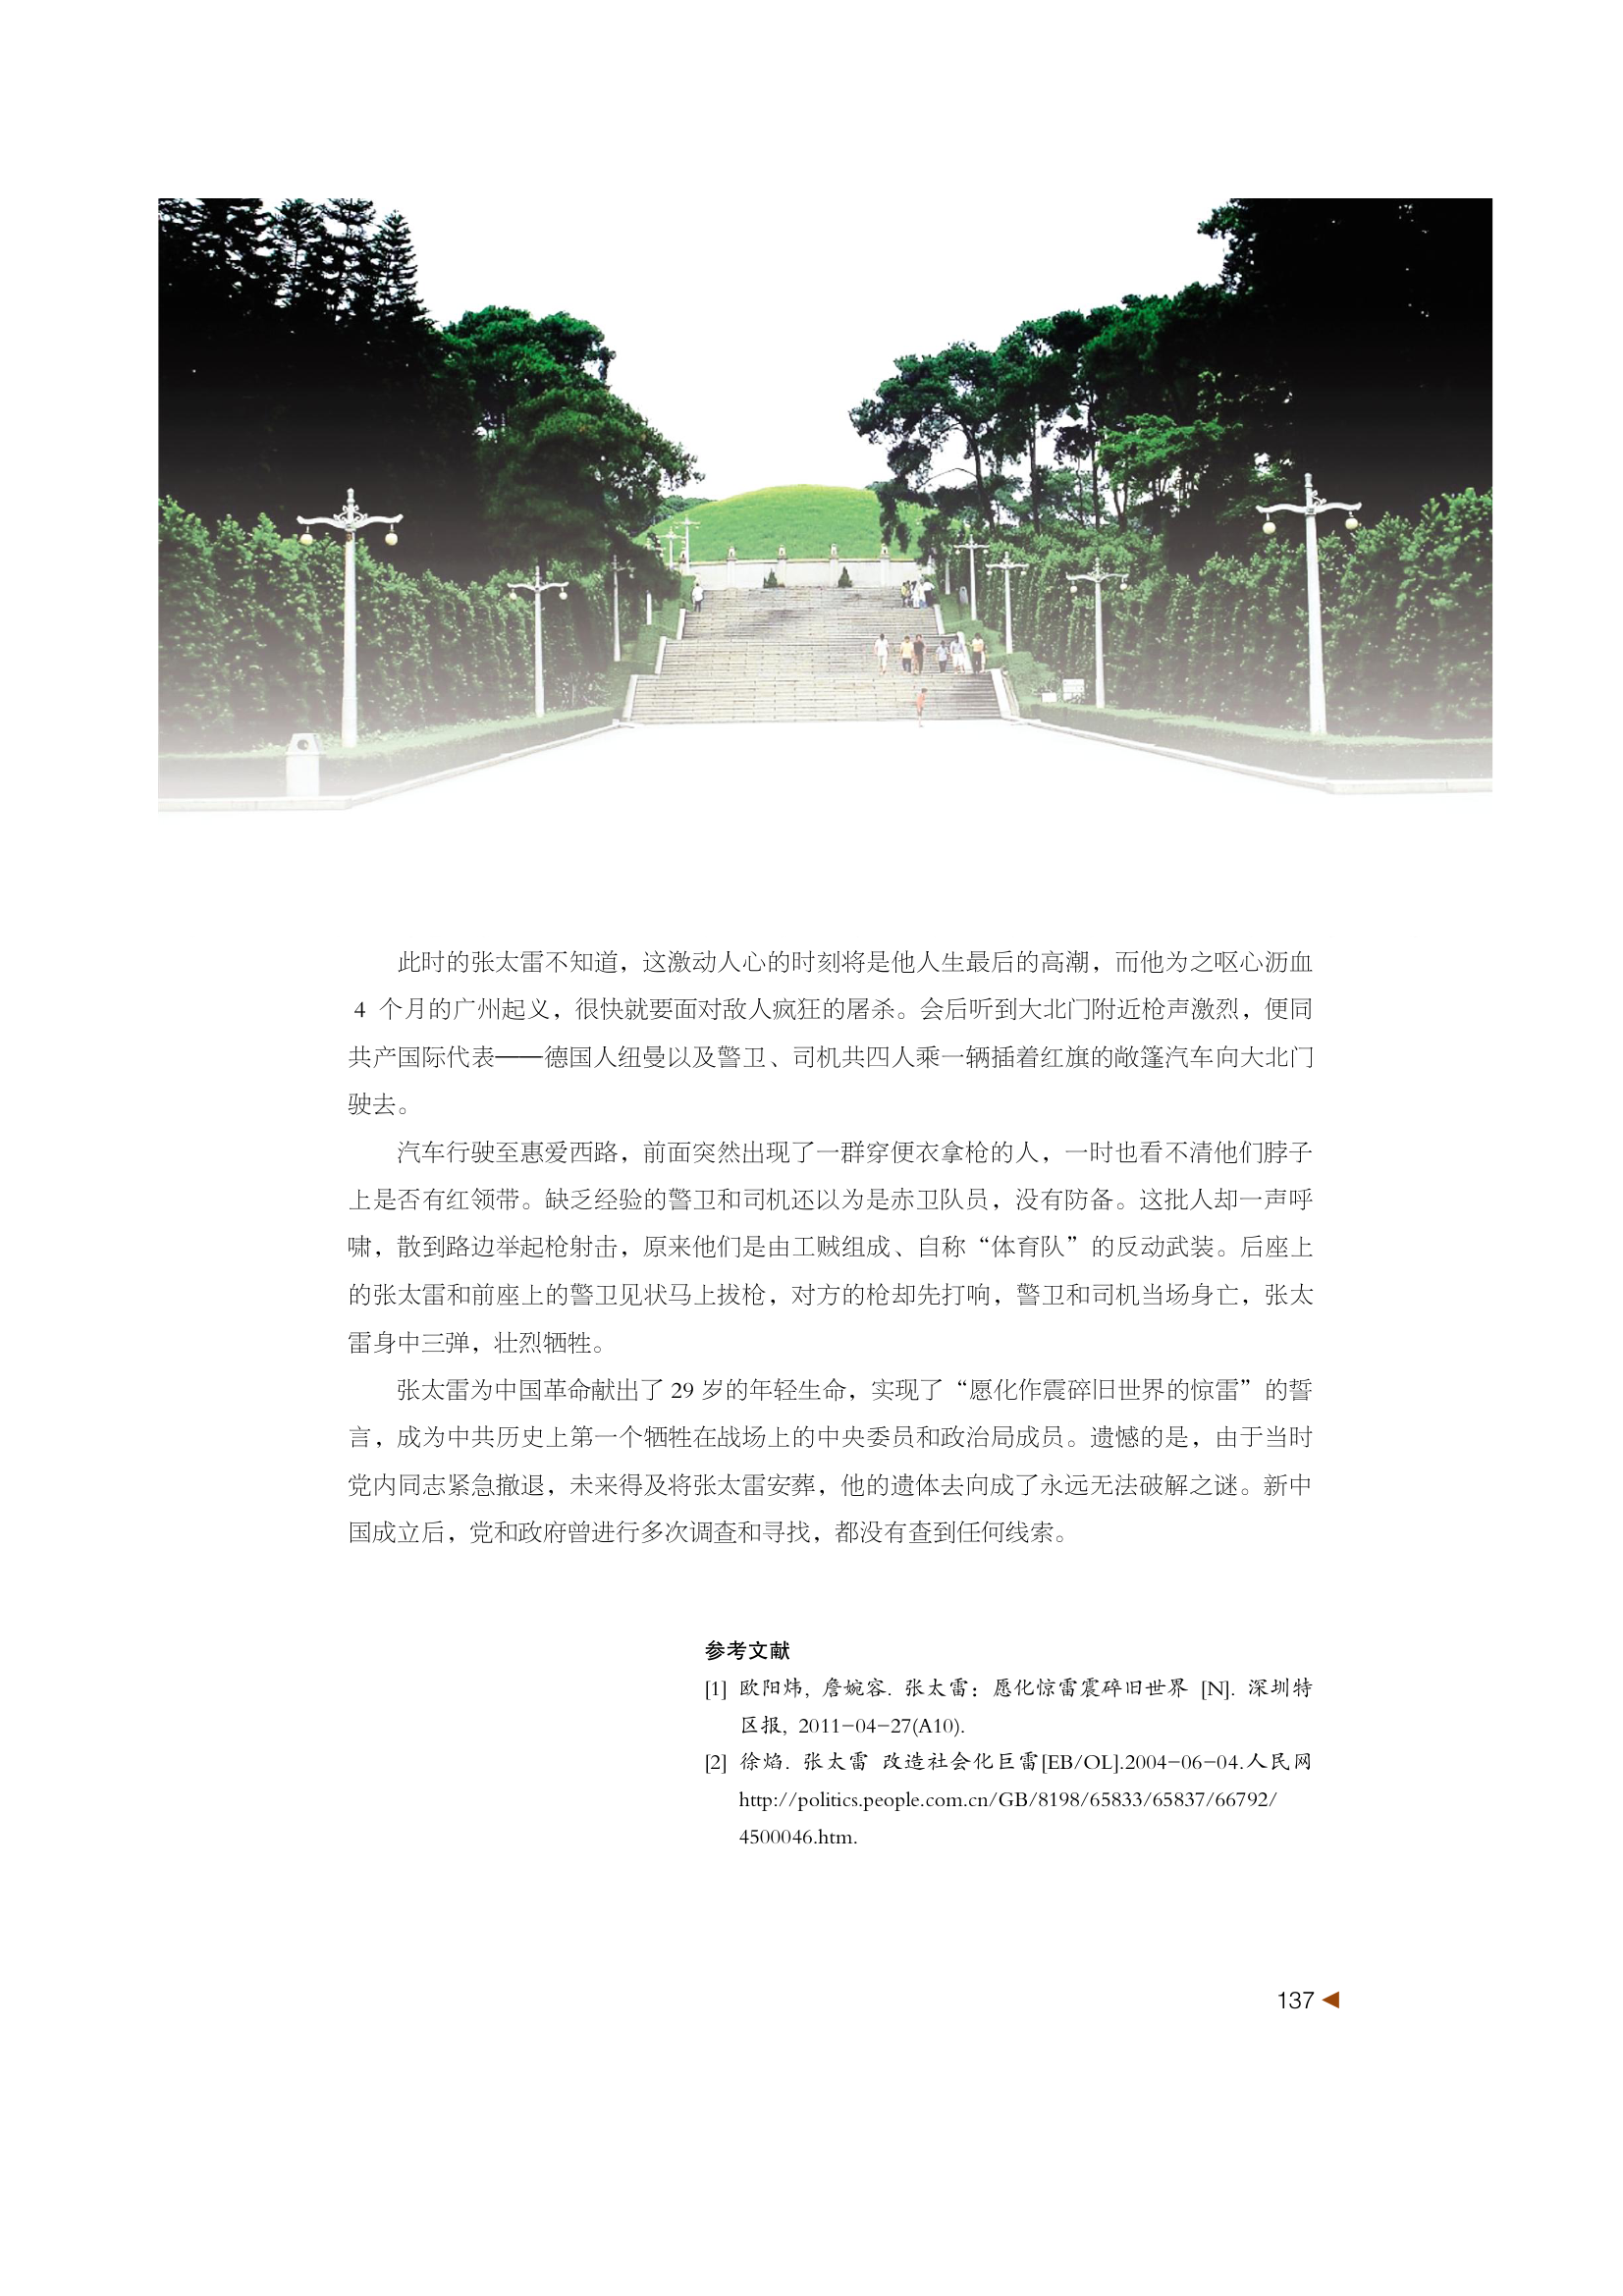 此时的张太雷不知道，这激动人心的时刻将是他人生最后的高潮，而他为之呕心沥血
4 个月的广州起义，很快就要面对敌人疯狂的屠杀。会后听到大北门附近枪声激烈，便同
共产国际代表——德国人纽曼以及警卫、司机共四人乘一辆插着红旗的敞篷汽车向大北门
驶去。
汽车行驶至惠爱西路，前面突然出现了一群穿便衣拿枪的人，一时也看不清他们脖子
上是否有红领带。缺乏经验的警卫和司机还以为是赤卫队员，没有防备。这批人却一声呼
啸，散到路边举起枪射击，原来他们是由工贼组成、自称“体育队”的反动武装。后座上
的张太雷和前座上的警卫见状马上拔枪，对方的枪却先打响，警卫和司机当场身亡，张太
雷身中三弹，壮烈牺牲。
张太雷为中国革命献出了 29 岁的年轻生命，实现了“愿化作震碎旧世界的惊雷”的誓
言，成为中共历史上第一个牺牲在战场上的中央委员和政治局成员。遗憾的是，由于当时
党内同志紧急撤退，未来得及将张太雷安葬，他的遗体去向成了永远无法破解之谜。新中
国成立后，党和政府曾进行多次调查和寻找，都没有查到任何线索。
参考文献
[1] 欧阳炜, 詹婉容. 张太雷：愿化惊雷震碎旧世界 [N]. 深圳特
区报, 2011-04-27(A10).
[2] 徐焰. 张太雷 改造社会化巨雷[EB/OL].2004-06-04.人民网
http://politics.people.com.cn/GB/8198/65833/65837/66792/
4500046.htm.
137